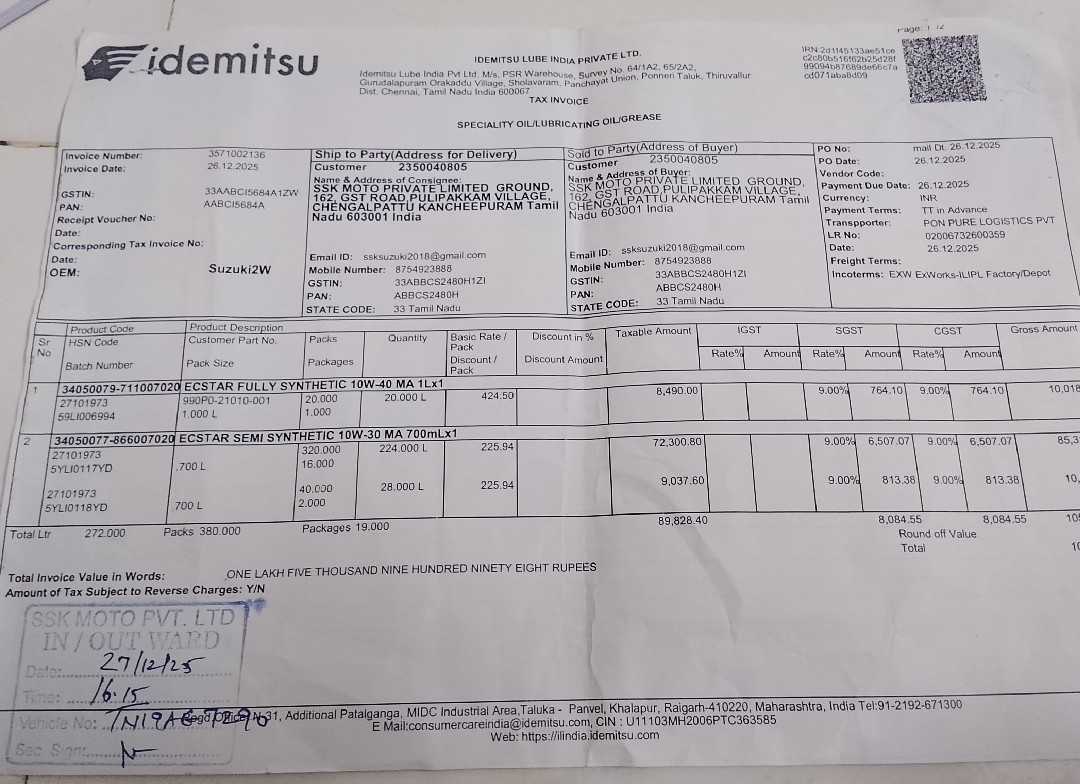 Page: 1 /2
idemitsu
IDEMITSU LUBE INDIA PRIVATE LTD.
Idemitsu Lube India Pvt Ltd. M/s, PSR Warehouse, Survey No. 64/1A2, 65/2A2,
Gurudalapuram Orakaddu Village, Sholavaram, Panchayat Union, Ponneri Taluk, Thiruvallur
Dist. Chennai, Tamil Nadu India 600067
TAX INVOICE
IRN:2d1145133ae51ce
c2c80b516f62b25d28f
99094b87689de66c7a
cd071aba8d09
SPECIALITY OIL/LUBRICATING OIL/GREASE
Invoice Number: 3571002136
Invoice Date: 26.12.2025
GSTIN: 33AABCI5684A1ZW
PAN: AABCI5684A
Receipt Voucher No:
Date:
Corresponding Tax Invoice No:
Date:
OEM: Suzuki2W
Ship to Party(Address for Delivery)
Customer 2350040805
Name & Address of Consignee:
SSK MOTO PRIVATE LIMITED GROUND,
162, GST ROAD,PULIPAKKAM VILLAGE,
CHENGALPATTU KANCHEEPURAM Tamil
Nadu 603001 India
Email ID: ssksuzuki2018@gmail.com
Mobile Number: 8754923888
GSTIN: 33ABBCS2480H1ZI
PAN: ABBCS2480H
STATE CODE: 33 Tamil Nadu
Sold to Party(Address of Buyer)
Customer 2350040805
Name & Address of Buyer:
SSK MOTO PRIVATE LIMITED GROUND,
162, GST ROAD,PULIPAKKAM VILLAGE,
CHENGALPATTU KANCHEEPURAM Tamil
Nadu 603001 India
Email ID: ssksuzuki2018@gmail.com
Mobile Number: 8754923888
GSTIN: 33ABBCS2480H1ZI
PAN: ABBCS2480H
STATE CODE: 33 Tamil Nadu
PO No: mail Dt. 26.12.2025
PO Date: 26.12.2025
Vendor Code:
Payment Due Date: 26.12.2025
Currency: INR
Payment Terms: TT in Advance
Transpporter: PON PURE LOGISTICS PVT
LR No: 02006732600359
Date: 26.12.2025
Freight Terms:
Incoterms: EXW ExWorks-ILIPL Factory/Depot
Sr No Product Code Product Description Packs Quantity Basic Rate / Pack Discount in % Taxable Amount IGST SGST CGST Gross Amount
HSN Code Customer Part No.
Batch Number Pack Size Packages Discount / Pack Discount Amount Rate% Amount Rate% Amount Rate% Amount
1 34050079-711007020 ECSTAR FULLY SYNTHETIC 10W-40 MA 1Lx1
27101973 990P0-21010-001 20.000 20.000 L 424.50 8,490.00 9.00% 764.10 9.00% 764.10 10,018
59LI006994 1.000 L 1.000
2 34050077-866007020 ECSTAR SEMI SYNTHETIC 10W-30 MA 700mLx1
27101973 320.000 224.000 L 225.94 72,300.80 9.00% 6,507.07 9.00% 6,507.07 85,3
5YLI0117YD .700 L 16.000
27101973 40.000 28.000 L 225.94 9,037.60 9.00% 813.38 9.00% 813.38 10,
5YLI0118YD .700 L 2.000
Total Ltr 272.000 Packs 380.000 Packages 19.000 89,828.40 8,084.55 8,084.55 105
Round off Value
Total 10
Total Invoice Value in Words: ONE LAKH FIVE THOUSAND NINE HUNDRED NINETY EIGHT RUPEES
Amount of Tax Subject to Reverse Charges: Y/N
SSK MOTO PVT. LTD
IN / OUT WARD
Date: 27/12/25
Time: 16.15
Vehicle No:
Sec Sign:
31, Additional Patalganga, MIDC Industrial Area,Taluka - Panvel, Khalapur, Raigarh-410220, Maharashtra, India Tel:91-2192-671300
E Mail:consumercareindia@idemitsu.com, CIN : U11103MH2006PTC363585
Web: https://ilindia.idemitsu.com